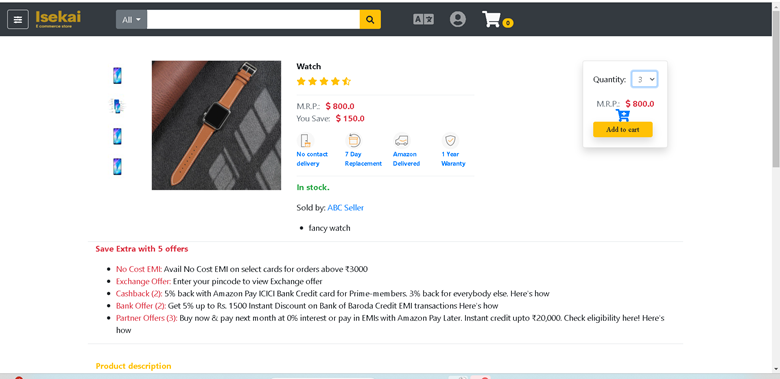 Isekai
E commerce store
All
A
0
Watch
M.R.P.: $ 800.0
You Save: $ 150.0
No contact
delivery
7 Day
Replacement
Amazon
Delivered
1 Year
Waranty
In stock.
Sold by: ABC Seller
fancy watch
Quantity: 3
M.R.P.: $ 800.0
Add to cart
Save Extra with 5 offers
No Cost EMI: Avail No Cost EMI on select cards for orders above ₹3000
Exchange Offer: Enter your pincode to view Exchange offer
Cashback (2): 5% back with Amazon Pay ICICI Bank Credit card for Prime-members. 3% back for everybody else. Here's how
Bank Offer (2): Get 5% up to Rs. 1500 Instant Discount on Bank of Baroda Credit EMI transactions Here's how
Partner Offers (3): Buy now & pay next month at 0% interest or pay in EMIs with Amazon Pay Later. Instant credit upto ₹20,000. Check eligibility here! Here's
how
Product description